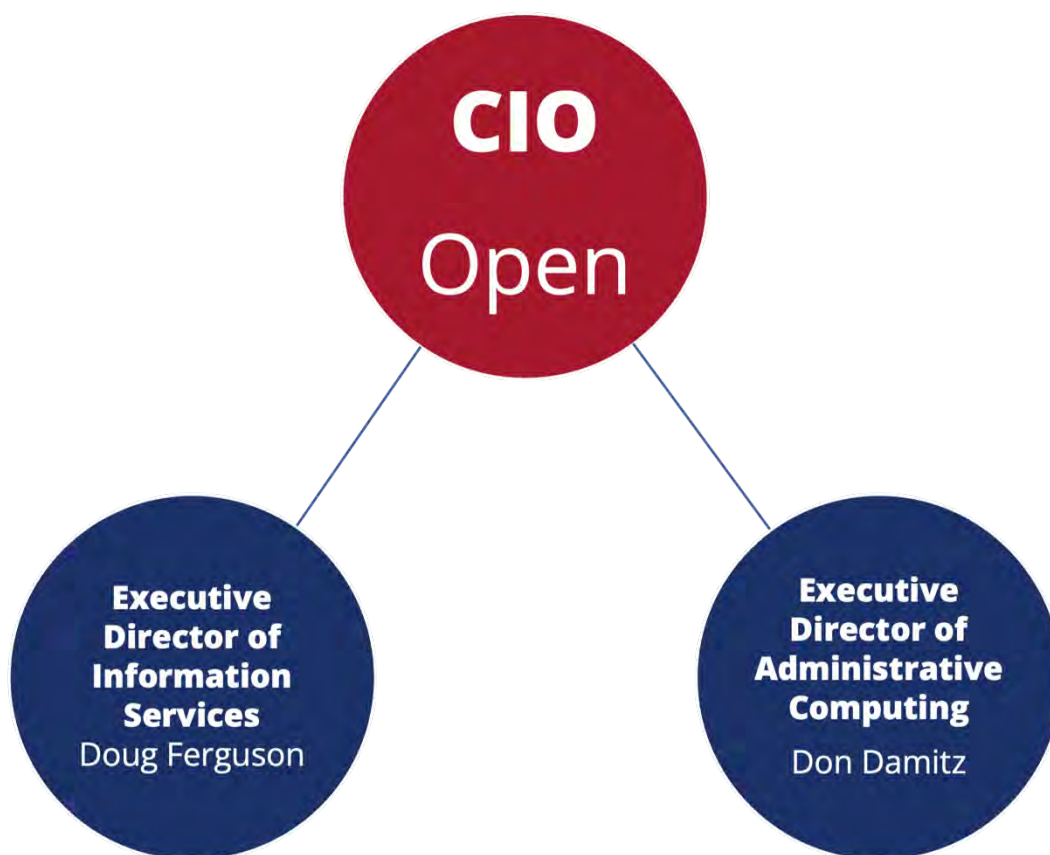 CIO
Open
Executive
Director of
Information
Services
Doug Ferguson
Executive
Director of
Administrative
Computing
Don Damitz